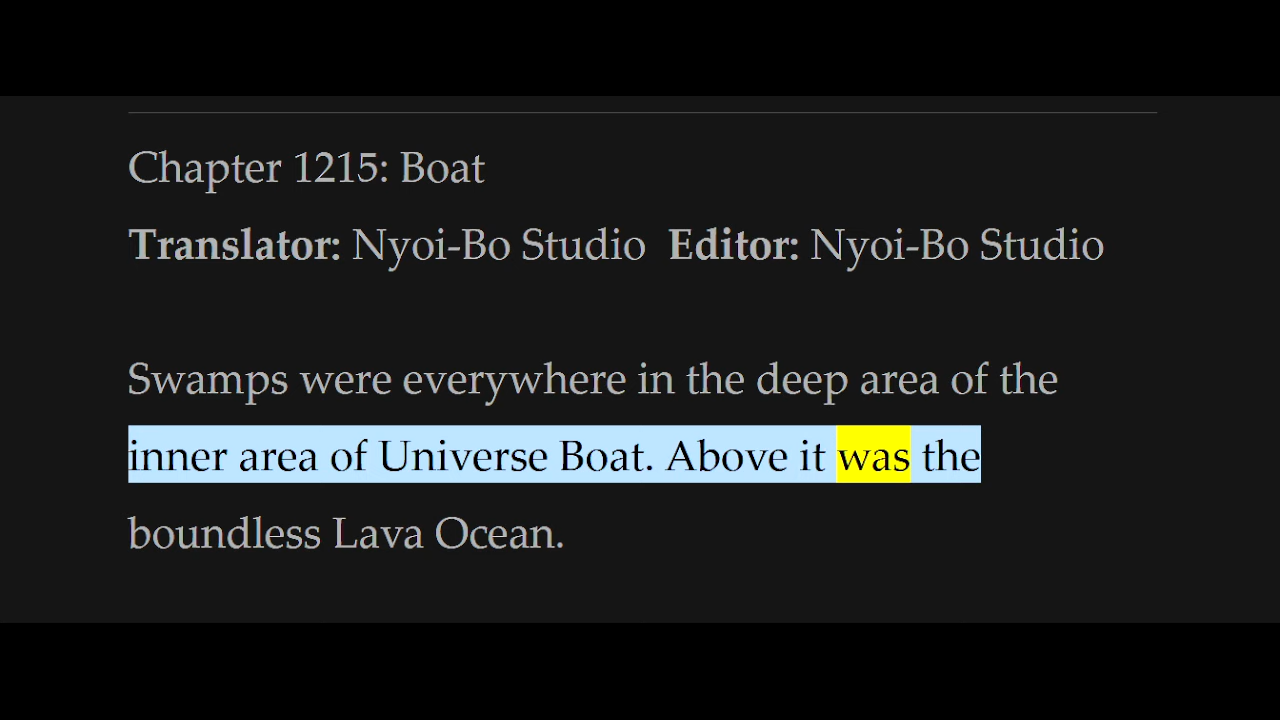 Chapter 1215: Boat
Translator: Nyoi-Bo Studio  Editor: Nyoi-Bo Studio
Swamps were everywhere in the deep area of the
inner area of Universe Boat. Above it was the
boundless Lava Ocean.